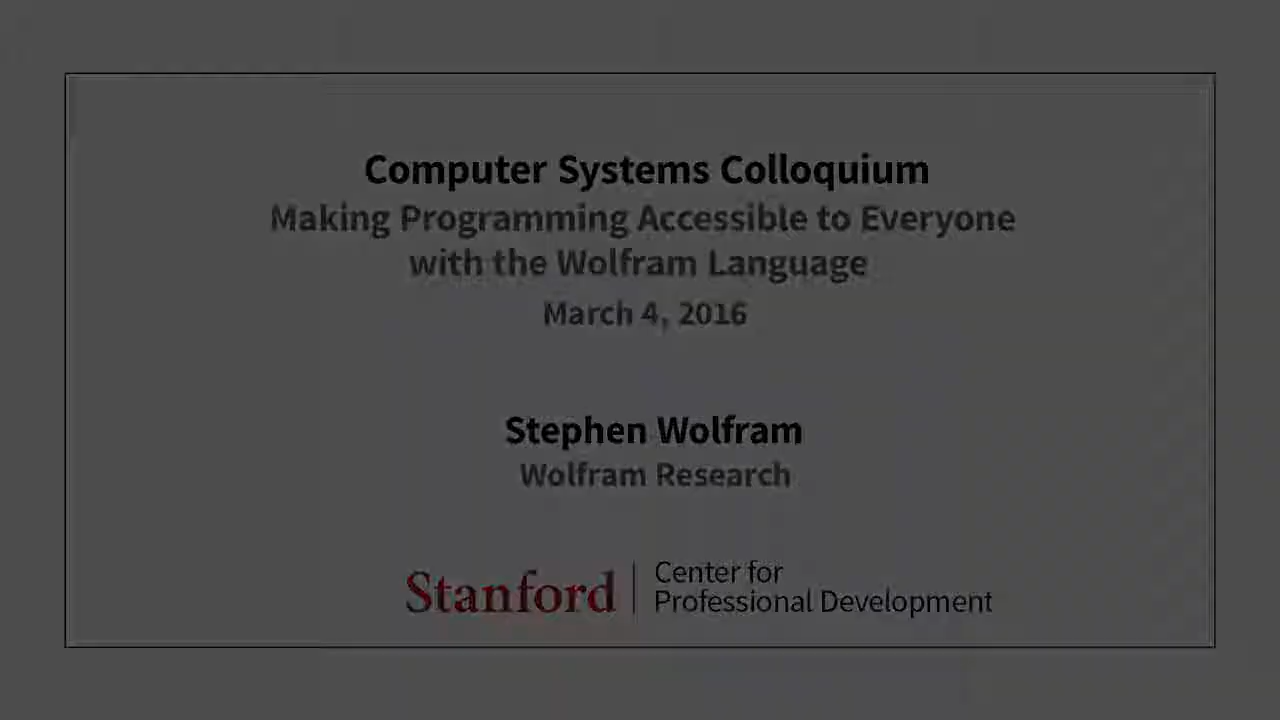 Computer Systems Colloquium
Making Programming Accessible to Everyone
with the Wolfram Language
March 4, 2016
Stephen Wolfram
Wolfram Research
Stanford
Center for
Professional Development